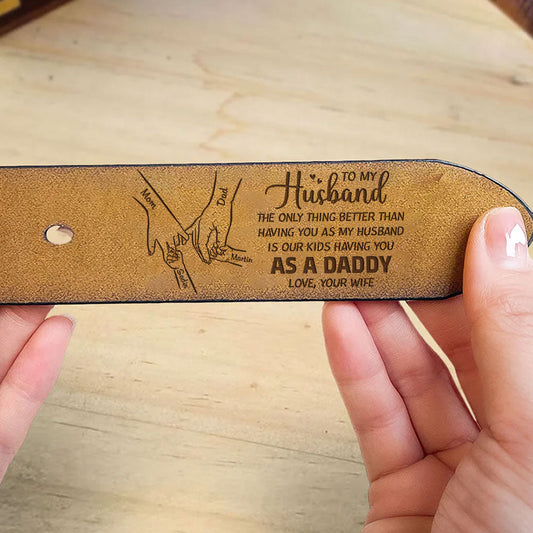 Mom
Dad
Sadie
Martin
TO MY
Husband
THE ONLY THING BETTER THAN
HAVING YOU AS MY HUSBAND
IS OUR KIDS HAVING YOU
AS A DADDY
LOVE, YOUR WIFE